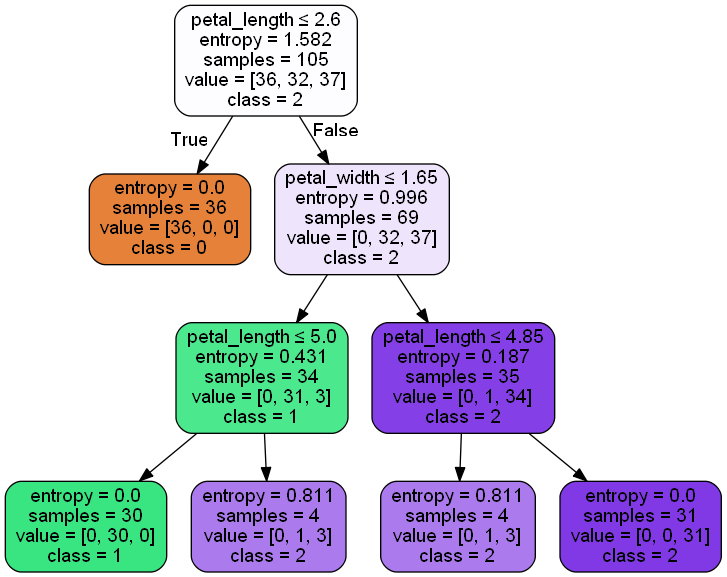 petal_length ≤ 2.6
entropy = 1.582
samples = 105
value = [36, 32, 37]
class = 2
True
False
entropy = 0.0
samples = 36
value = [36, 0, 0]
class = 0
petal_width ≤ 1.65
entropy = 0.996
samples = 69
value = [0, 32, 37]
class = 2
petal_length ≤ 5.0
entropy = 0.431
samples = 34
value = [0, 31, 3]
class = 1
petal_length ≤ 4.85
entropy = 0.187
samples = 35
value = [0, 1, 34]
class = 2
entropy = 0.0
samples = 30
value = [0, 30, 0]
class = 1
entropy = 0.811
samples = 4
value = [0, 1, 3]
class = 2
entropy = 0.811
samples = 4
value = [0, 1, 3]
class = 2
entropy = 0.0
samples = 31
value = [0, 0, 31]
class = 2